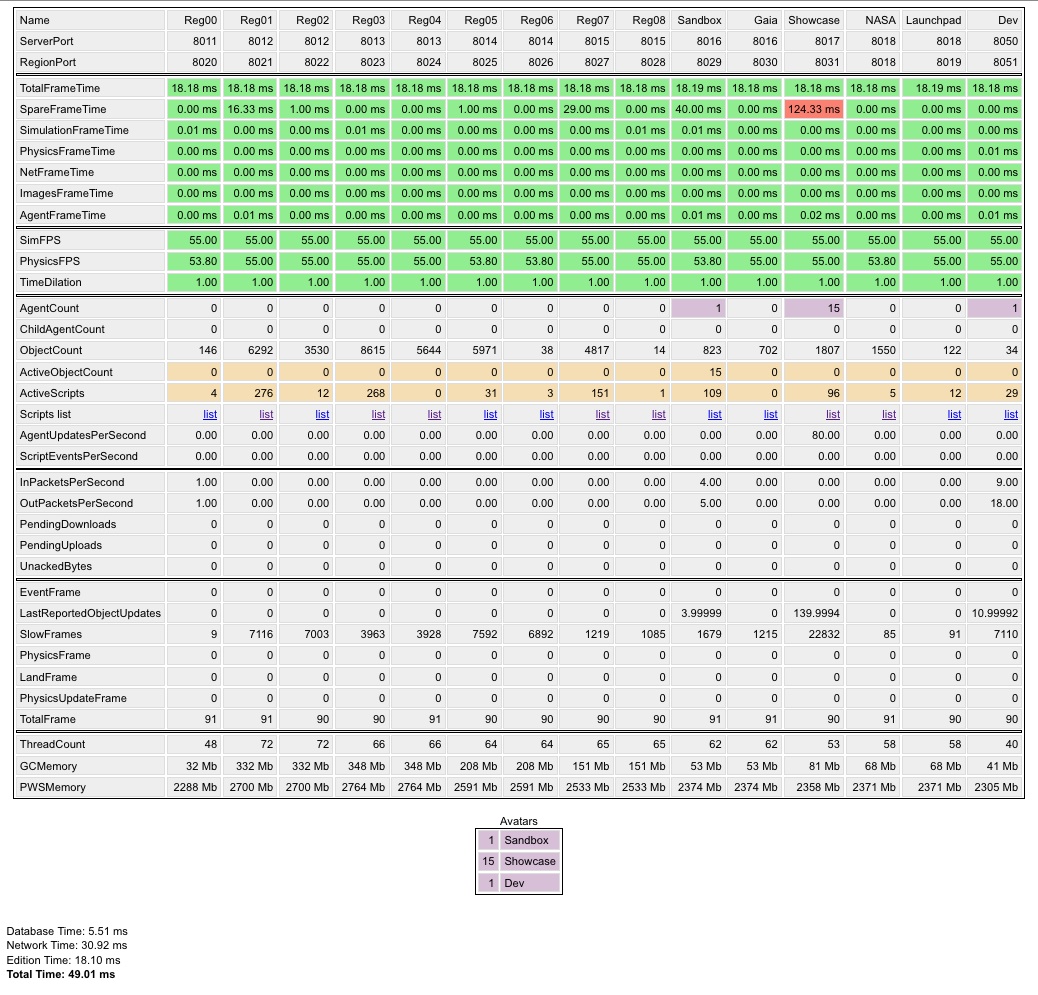 Name Reg00 Reg01 Reg02 Reg03 Reg04 Reg05 Reg06 Reg07 Reg08 Sandbox Gaia Showcase NASA Launchpad Dev
ServerPort 8011 8012 8012 8013 8013 8014 8014 8015 8015 8016 8016 8017 8018 8018 8050
RegionPort 8020 8021 8022 8023 8024 8025 8026 8027 8028 8029 8030 8031 8018 8019 8051
TotalFrameTime 18.18 ms 18.18 ms 18.18 ms 18.18 ms 18.18 ms 18.18 ms 18.18 ms 18.18 ms 18.18 ms 18.19 ms 18.18 ms 18.18 ms 18.18 ms 18.19 ms 18.18 ms
SpareFrameTime 0.00 ms 16.33 ms 1.00 ms 0.00 ms 0.00 ms 1.00 ms 0.00 ms 29.00 ms 0.00 ms 40.00 ms 0.00 ms 124.33 ms 0.00 ms 0.00 ms 0.00 ms
SimulationFrameTime 0.01 ms 0.00 ms 0.00 ms 0.01 ms 0.00 ms 0.00 ms 0.00 ms 0.00 ms 0.01 ms 0.01 ms 0.00 ms 0.00 ms 0.00 ms 0.00 ms 0.00 ms
PhysicsFrameTime 0.00 ms 0.00 ms 0.00 ms 0.00 ms 0.00 ms 0.00 ms 0.00 ms 0.00 ms 0.00 ms 0.00 ms 0.00 ms 0.00 ms 0.00 ms 0.00 ms 0.01 ms
NetFrameTime 0.00 ms 0.00 ms 0.00 ms 0.00 ms 0.00 ms 0.00 ms 0.00 ms 0.00 ms 0.00 ms 0.00 ms 0.00 ms 0.00 ms 0.00 ms 0.00 ms 0.00 ms
ImagesFrameTime 0.00 ms 0.00 ms 0.00 ms 0.00 ms 0.00 ms 0.00 ms 0.00 ms 0.00 ms 0.00 ms 0.00 ms 0.00 ms 0.00 ms 0.00 ms 0.00 ms 0.00 ms
AgentFrameTime 0.00 ms 0.01 ms 0.00 ms 0.00 ms 0.00 ms 0.00 ms 0.00 ms 0.00 ms 0.00 ms 0.01 ms 0.00 ms 0.02 ms 0.00 ms 0.00 ms 0.01 ms
SimFPS 55.00 55.00 55.00 55.00 55.00 55.00 55.00 55.00 55.00 55.00 55.00 55.00 55.00 55.00 55.00
PhysicsFPS 53.80 55.00 55.00 55.00 55.00 53.80 53.80 55.00 55.00 53.80 55.00 55.00 53.80 55.00 55.00
TimeDilation 1.00 1.00 1.00 1.00 1.00 1.00 1.00 1.00 1.00 1.00 1.00 1.00 1.00 1.00 1.00
AgentCount 0 0 0 0 0 0 0 0 0 1 0 15 0 0 1
ChildAgentCount 0 0 0 0 0 0 0 0 0 0 0 0 0 0 0
ObjectCount 146 6292 3530 8615 5644 5971 38 4817 14 823 702 1807 1550 122 34
ActiveObjectCount 0 0 0 0 0 0 0 0 0 15 0 0 0 0 0
ActiveScripts 4 276 12 268 0 31 3 151 1 109 0 96 5 12 29
Scripts list list list list list list list list list list list list list list list list
AgentUpdatesPerSecond 0.00 0.00 0.00 0.00 0.00 0.00 0.00 0.00 0.00 0.00 0.00 80.00 0.00 0.00 0.00
ScriptEventsPerSecond 0.00 0.00 0.00 0.00 0.00 0.00 0.00 0.00 0.00 0.00 0.00 0.00 0.00 0.00 0.00
InPacketsPerSecond 1.00 0.00 0.00 0.00 0.00 0.00 0.00 0.00 0.00 4.00 0.00 0.00 0.00 0.00 9.00
OutPacketsPerSecond 1.00 0.00 0.00 0.00 0.00 0.00 0.00 0.00 0.00 5.00 0.00 0.00 0.00 0.00 18.00
PendingDownloads 0 0 0 0 0 0 0 0 0 0 0 0 0 0 0
PendingUploads 0 0 0 0 0 0 0 0 0 0 0 0 0 0 0
UnackedBytes 0 0 0 0 0 0 0 0 0 0 0 0 0 0 0
EventFrame 0 0 0 0 0 0 0 0 0 0 0 0 0 0 0
LastReportedObjectUpdates 0 0 0 0 0 0 0 0 0 3.99999 0 139.9994 0 0 10.99992
SlowFrames 9 7116 7003 3963 3928 7592 6892 1219 1085 1679 1215 22832 85 91 7110
PhysicsFrame 0 0 0 0 0 0 0 0 0 0 0 0 0 0 0
LandFrame 0 0 0 0 0 0 0 0 0 0 0 0 0 0 0
PhysicsUpdateFrame 0 0 0 0 0 0 0 0 0 0 0 0 0 0 0
TotalFrame 91 91 90 90 91 90 90 90 90 91 91 90 91 90 90
ThreadCount 48 72 72 66 66 64 64 65 65 62 62 53 58 58 40
GCMemory 32 Mb 332 Mb 332 Mb 348 Mb 348 Mb 208 Mb 208 Mb 151 Mb 151 Mb 53 Mb 53 Mb 81 Mb 68 Mb 68 Mb 41 Mb
PWSMemory 2288 Mb 2700 Mb 2700 Mb 2764 Mb 2764 Mb 2591 Mb 2591 Mb 2533 Mb 2533 Mb 2374 Mb 2374 Mb 2358 Mb 2371 Mb 2371 Mb 2305 Mb
Avatars
1 Sandbox
15 Showcase
1 Dev
Database Time: 5.51 ms
Network Time: 30.92 ms
Edition Time: 18.10 ms
Total Time: 49.01 ms